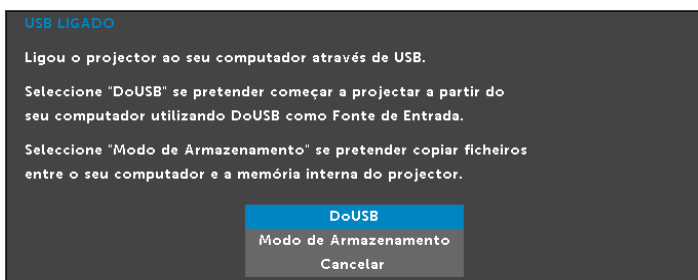 USB LIGADO
Ligou o projector ao seu computador através de USB.
Seleccione "DoUSB" se pretender começar a projectar a partir do
seu computador utilizando DoUSB como Fonte de Entrada.
Seleccione "Modo de Armazenamento" se pretender copiar ficheiros
entre o seu computador e a memória interna do projector.
DoUSB
Modo de Armazenamento
Cancelar